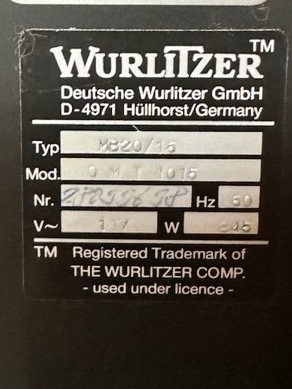 WURLITZER™
Deutsche Wurlitzer GmbH
D-4971 Hüllhorst/Germany
Typ MB20/15
Mod. O M T 1015
Nr. Hz 60
V~ 117 W 245
TM Registered Trademark of
THE WURLITZER COMP.
- used under licence -